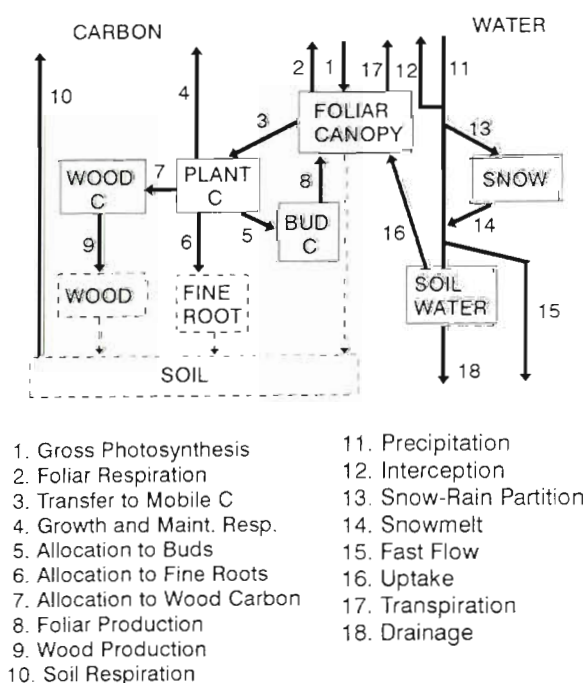 CARBON
WATER
10
4
2
1
17
12
11
FOLIAR
CANOPY
3
13
WOOD
C
7
PLANT
C
8
SNOW
6
5
BUD
C
16
14
9
WOOD
FINE
ROOT
SOIL
WATER
15
SOIL
18
1. Gross Photosynthesis
2. Foliar Respiration
3. Transfer to Mobile C
4. Growth and Maint. Resp.
5. Allocation to Buds
6. Allocation to Fine Roots
7. Allocation to Wood Carbon
8. Foliar Production
9. Wood Production
10. Soil Respiration
11. Precipitation
12. Interception
13. Snow-Rain Partition
14. Snowmelt
15. Fast Flow
16. Uptake
17. Transpiration
18. Drainage